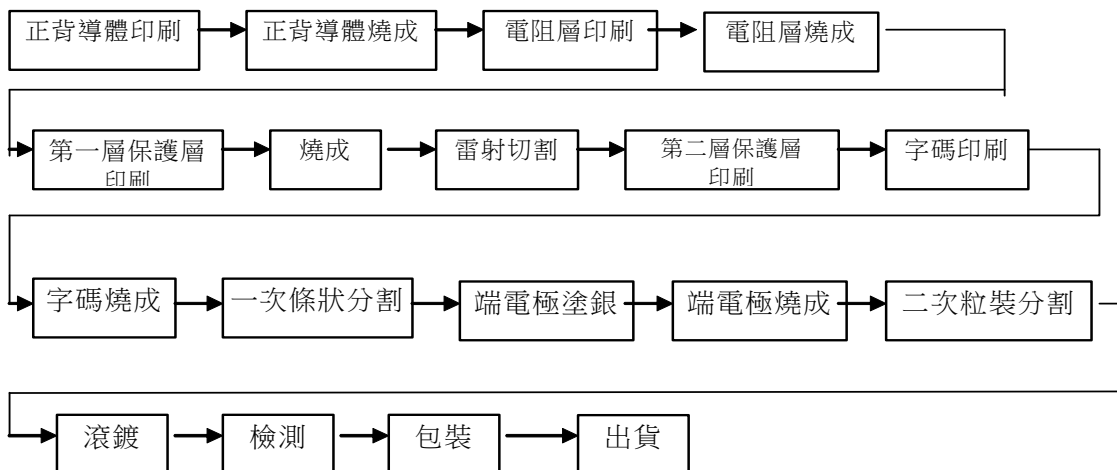 正背導體印刷
正背導體燒成
電阻層印刷
電阻層燒成
第一層保護層
印刷
燒成
雷射切割
第二層保護層
印刷
字碼印刷
字碼燒成
一次條狀分割
端電極塗銀
端電極燒成
二次粒裝分割
滾鍍
檢測
包裝
出貨